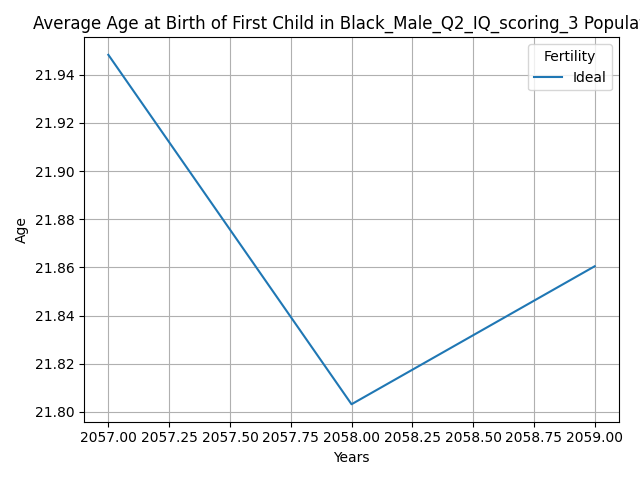 Average Age at Birth of First Child in Black_Male_Q2_IQ_scoring_3 Popula
Fertility
Ideal
21.94
21.92
21.90
21.88
21.86
21.84
21.82
21.80
Age
2057.00 2057.25 2057.50 2057.75 2058.00 2058.25 2058.50 2058.75 2059.00
Years